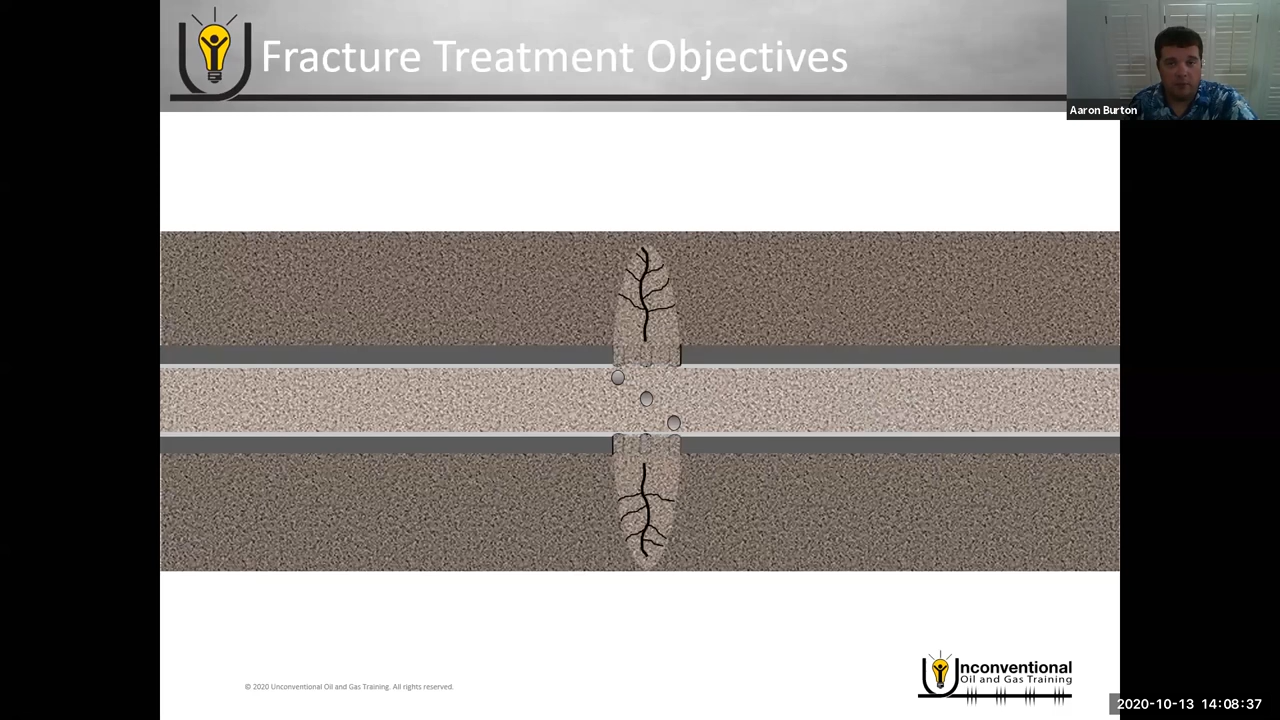 Fracture Treatment Objectives
Aaron Burton
© 2020 Unconventional Oil and Gas Training. All rights reserved.
Unconventional
Oil and Gas Training
2020-10-13 14:08:37